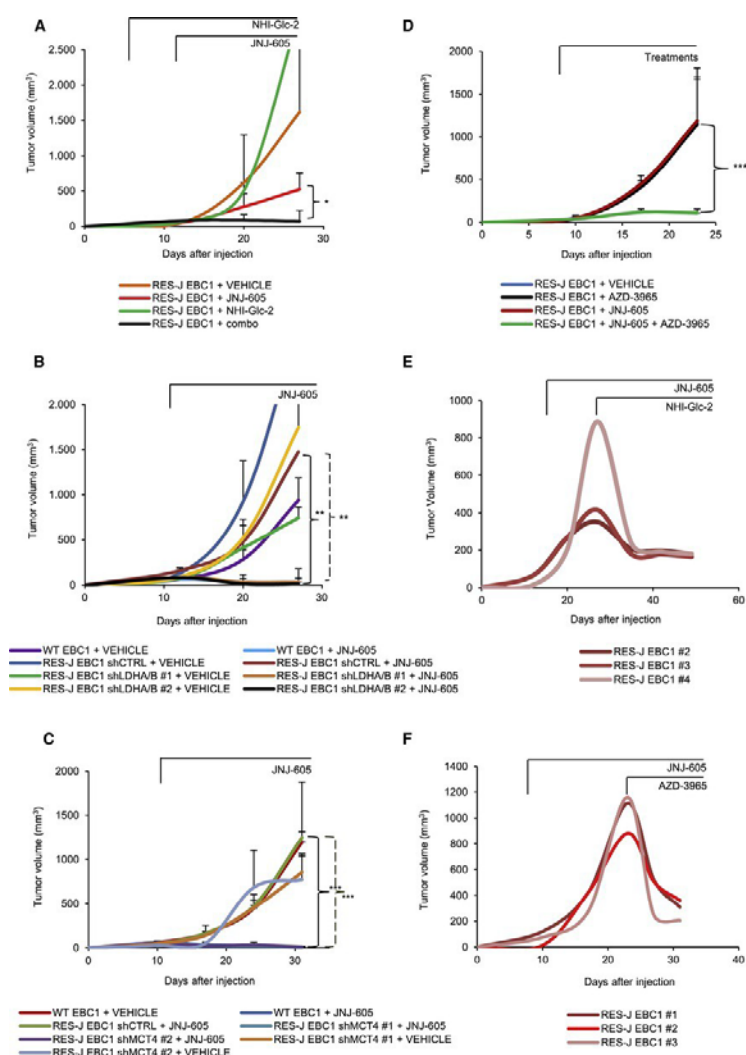 A
NHI-Glc-2
JNJ-605
Tumor volume (mm³)
2.500
2.000
1.500
1.000
500
0
0
10
20
30
*
Days after injection
RES-J EBC1 + VEHICLE
RES-J EBC1 + JNJ-605
RES-J EBC1 + NHI-Glc-2
RES-J EBC1 + combo
D
Treatments
Tumor volume (mm³)
2000
1500
1000
500
0
0
5
10
15
20
25
***
Days after injection
RES-J EBC1 + VEHICLE
RES-J EBC1 + AZD-3965
RES-J EBC1 + JNJ-605
RES-J EBC1 + JNJ-605 + AZD-3965
B
JNJ-605
Tumor volume (mm³)
2.000
1.500
1.000
500
0
0
10
20
30
**
**
Days after injection
WT EBC1 + VEHICLE
WT EBC1 + JNJ-605
RES-J EBC1 shCTRL + VEHICLE
RES-J EBC1 shCTRL + JNJ-605
RES-J EBC1 shLDHA/B #1 + VEHICLE
RES-J EBC1 shLDHA/B #1 + JNJ-605
RES-J EBC1 shLDHA/B #2 + VEHICLE
RES-J EBC1 shLDHA/B #2 + JNJ-605
E
JNJ-605
NHI-Glc-2
Tumor Volume (mm³)
1000
800
600
400
200
0
0
20
40
60
Days after injection
RES-J EBC1 #2
RES-J EBC1 #3
RES-J EBC1 #4
C
JNJ-605
Tumor volume (mm³)
2000
1500
1000
500
0
0
10
20
30
***
***
Days after injection
WT EBC1 + VEHICLE
WT EBC1 + JNJ-605
RES-J EBC1 shCTRL + JNJ-605
RES-J EBC1 shMCT4 #1 + JNJ-605
RES-J EBC1 shMCT4 #2 + JNJ-605
RES-J EBC1 shMCT4 #1 + VEHICLE
RES-J EBC1 shMCT4 #2 + VEHICLE
F
JNJ-605
AZD-3965
Tumor volume (mm³)
1400
1200
1000
800
600
400
200
0
0
10
20
30
40
Days after injection
RES-J EBC1 #1
RES-J EBC1 #2
RES-J EBC1 #3